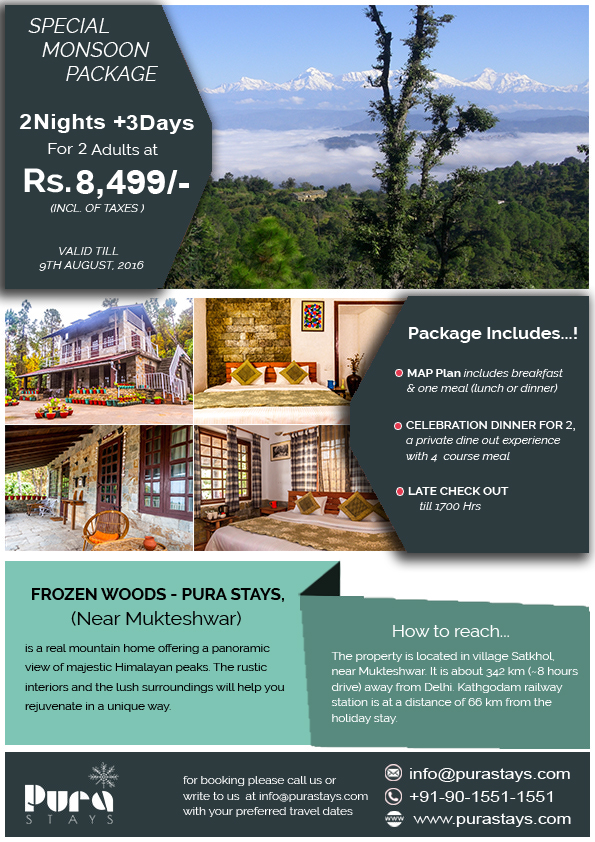 SPECIAL
MONSOON
PACKAGE
2Nights +3Days
For 2 Adults at
Rs. 8,499/-
(INCL. OF TAXES )
VALID TILL
9TH AUGUST, 2016
Package Includes...!
MAP Plan includes breakfast
& one meal (lunch or dinner)
CELEBRATION DINNER FOR 2,
a private dine out experience
with 4 course meal
LATE CHECK OUT
till 1700 Hrs
FROZEN WOODS - PURA STAYS,
(Near Mukteshwar)
is a real mountain home offering a panoramic
view of majestic Himalayan peaks. The rustic
interiors and the lush surroundings will help you
rejuvenate in a unique way.
How to reach...
The property is located in village Satkhol,
near Mukteshwar. It is about 342 km (~8 hours
drive) away from Delhi. Kathgodam railway
station is at a distance of 66 km from the
holiday stay.
Pura
STAYS
for booking please call us or
write to us at info@purastays.com
with your preferred travel dates
info@purastays.com
+91-90-1551-1551
www
www.purastays.com